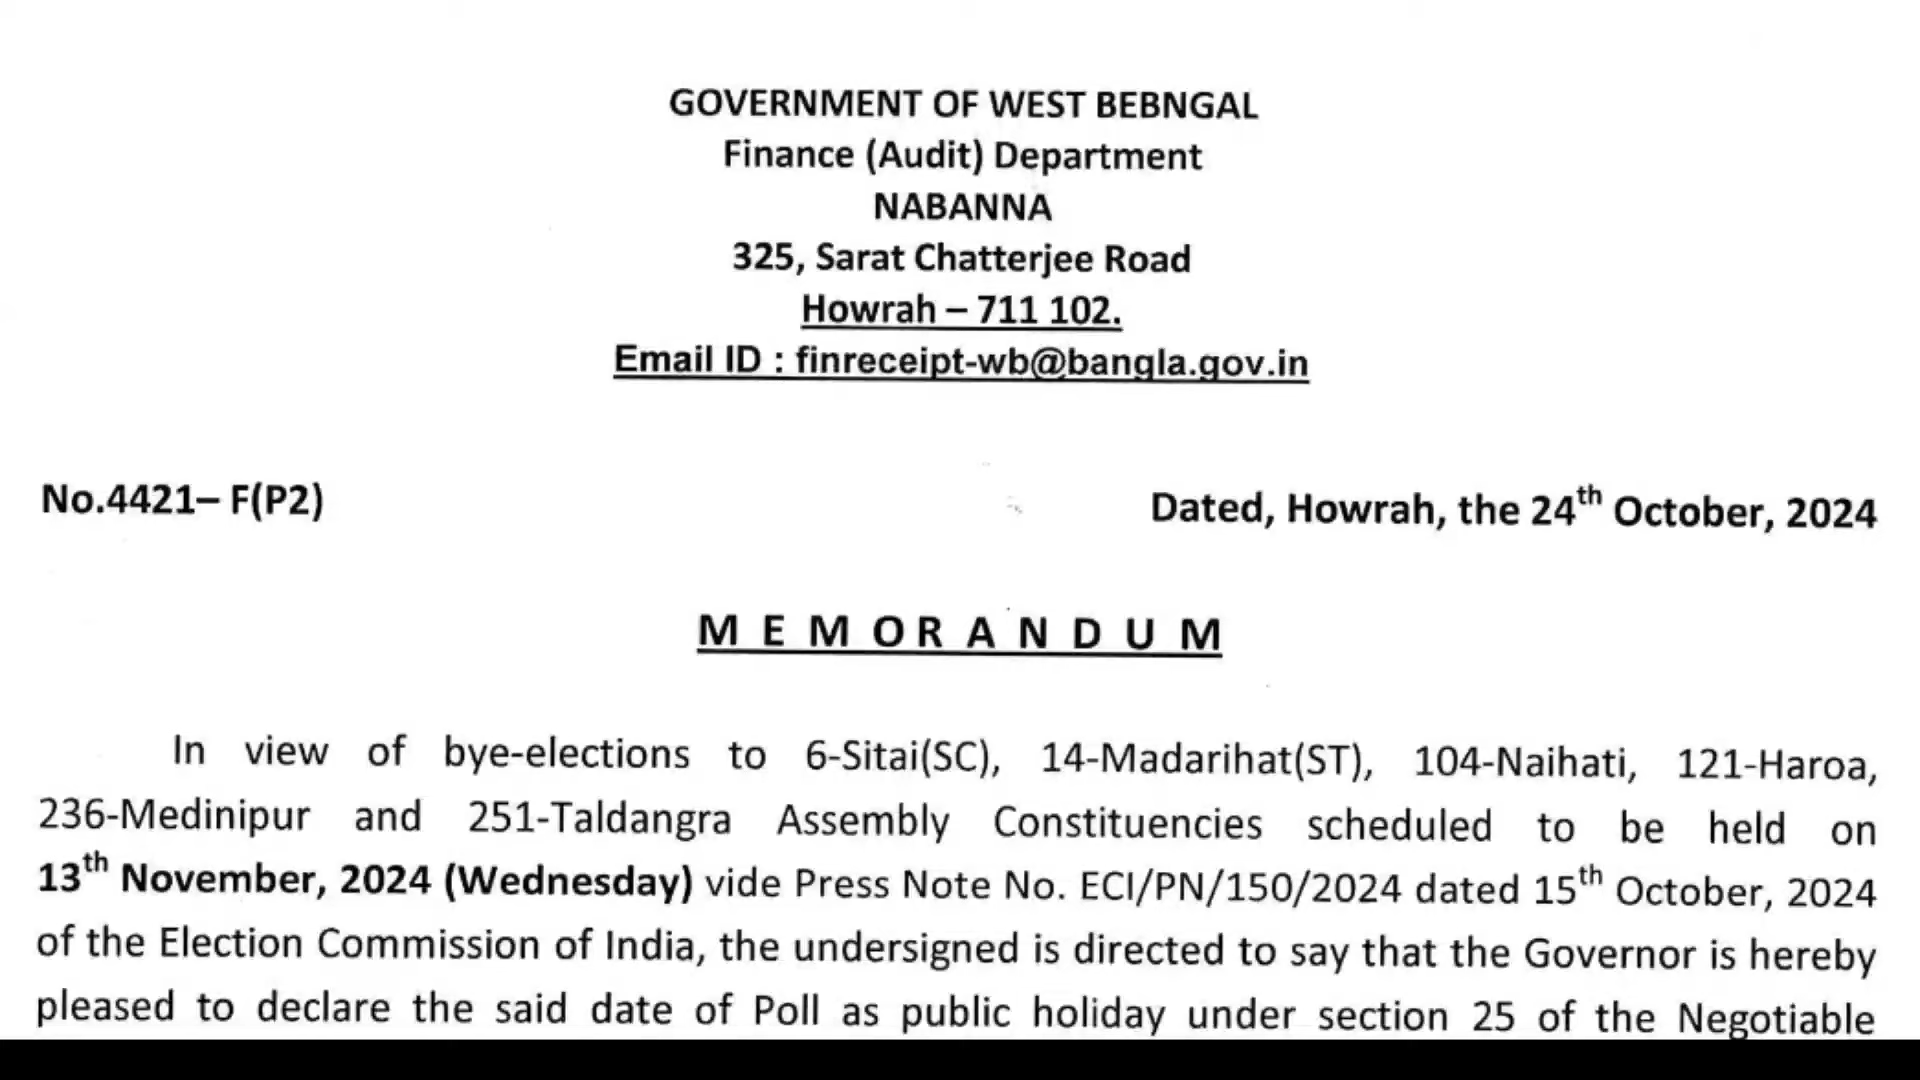 GOVERNMENT OF WEST BEBNGAL
Finance (Audit) Department
NABANNA
325, Sarat Chatterjee Road
Howrah – 711 102.
Email ID : finreceipt-wb@bangla.gov.in
No.4421– F(P2) Dated, Howrah, the 24th October, 2024
M E M O R A N D U M
In view of bye-elections to 6-Sitai(SC), 14-Madarihat(ST), 104-Naihati, 121-Haroa,
236-Medinipur and 251-Taldangra Assembly Constituencies scheduled to be held on
13th November, 2024 (Wednesday) vide Press Note No. ECI/PN/150/2024 dated 15th October, 2024
of the Election Commission of India, the undersigned is directed to say that the Governor is hereby
pleased to declare the said date of Poll as public holiday under section 25 of the Negotiable